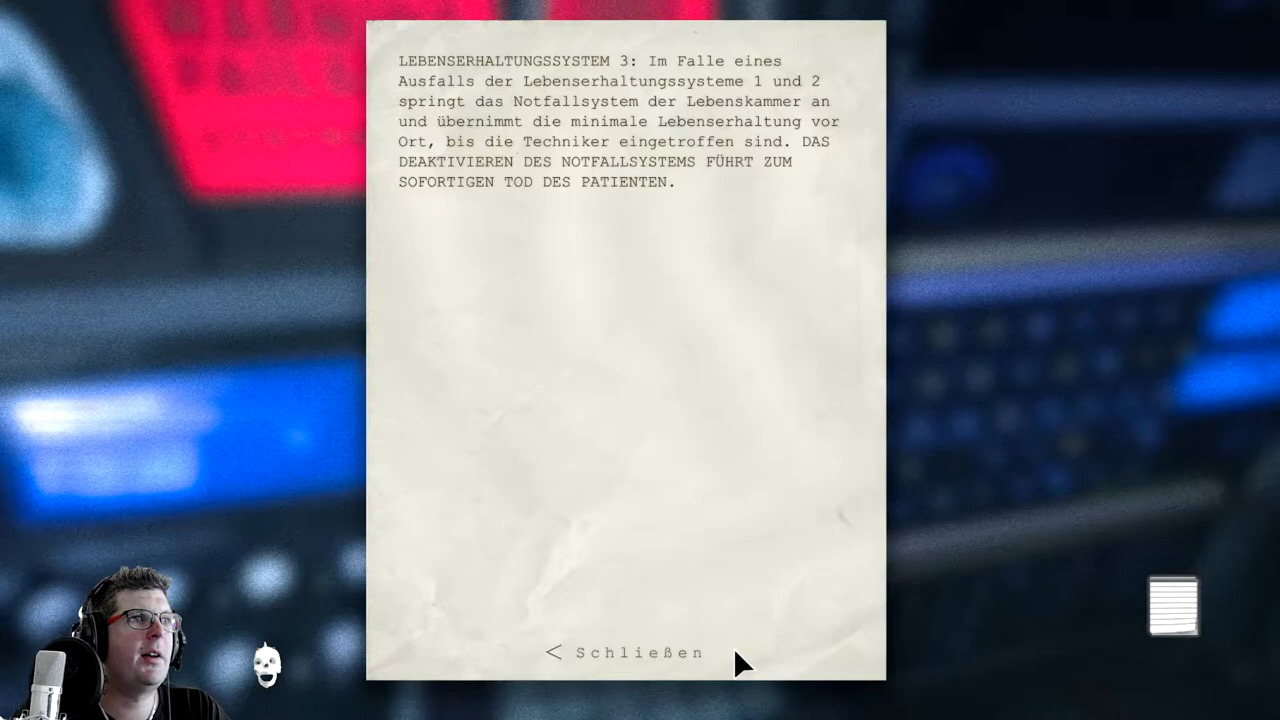 LEBENSERHALTUNGSSYSTEM 3: Im Falle eines
Ausfalls der Lebenserhaltungssysteme 1 und 2
springt das Notfallsystem der Lebenskammer an
und übernimmt die minimale Lebenserhaltung vor
Ort, bis die Techniker eingetroffen sind. DAS
DEAKTIVIEREN DES NOTFALLSYSTEMS FÜHRT ZUM
SOFORTIGEN TOD DES PATIENTEN.
< Schließen